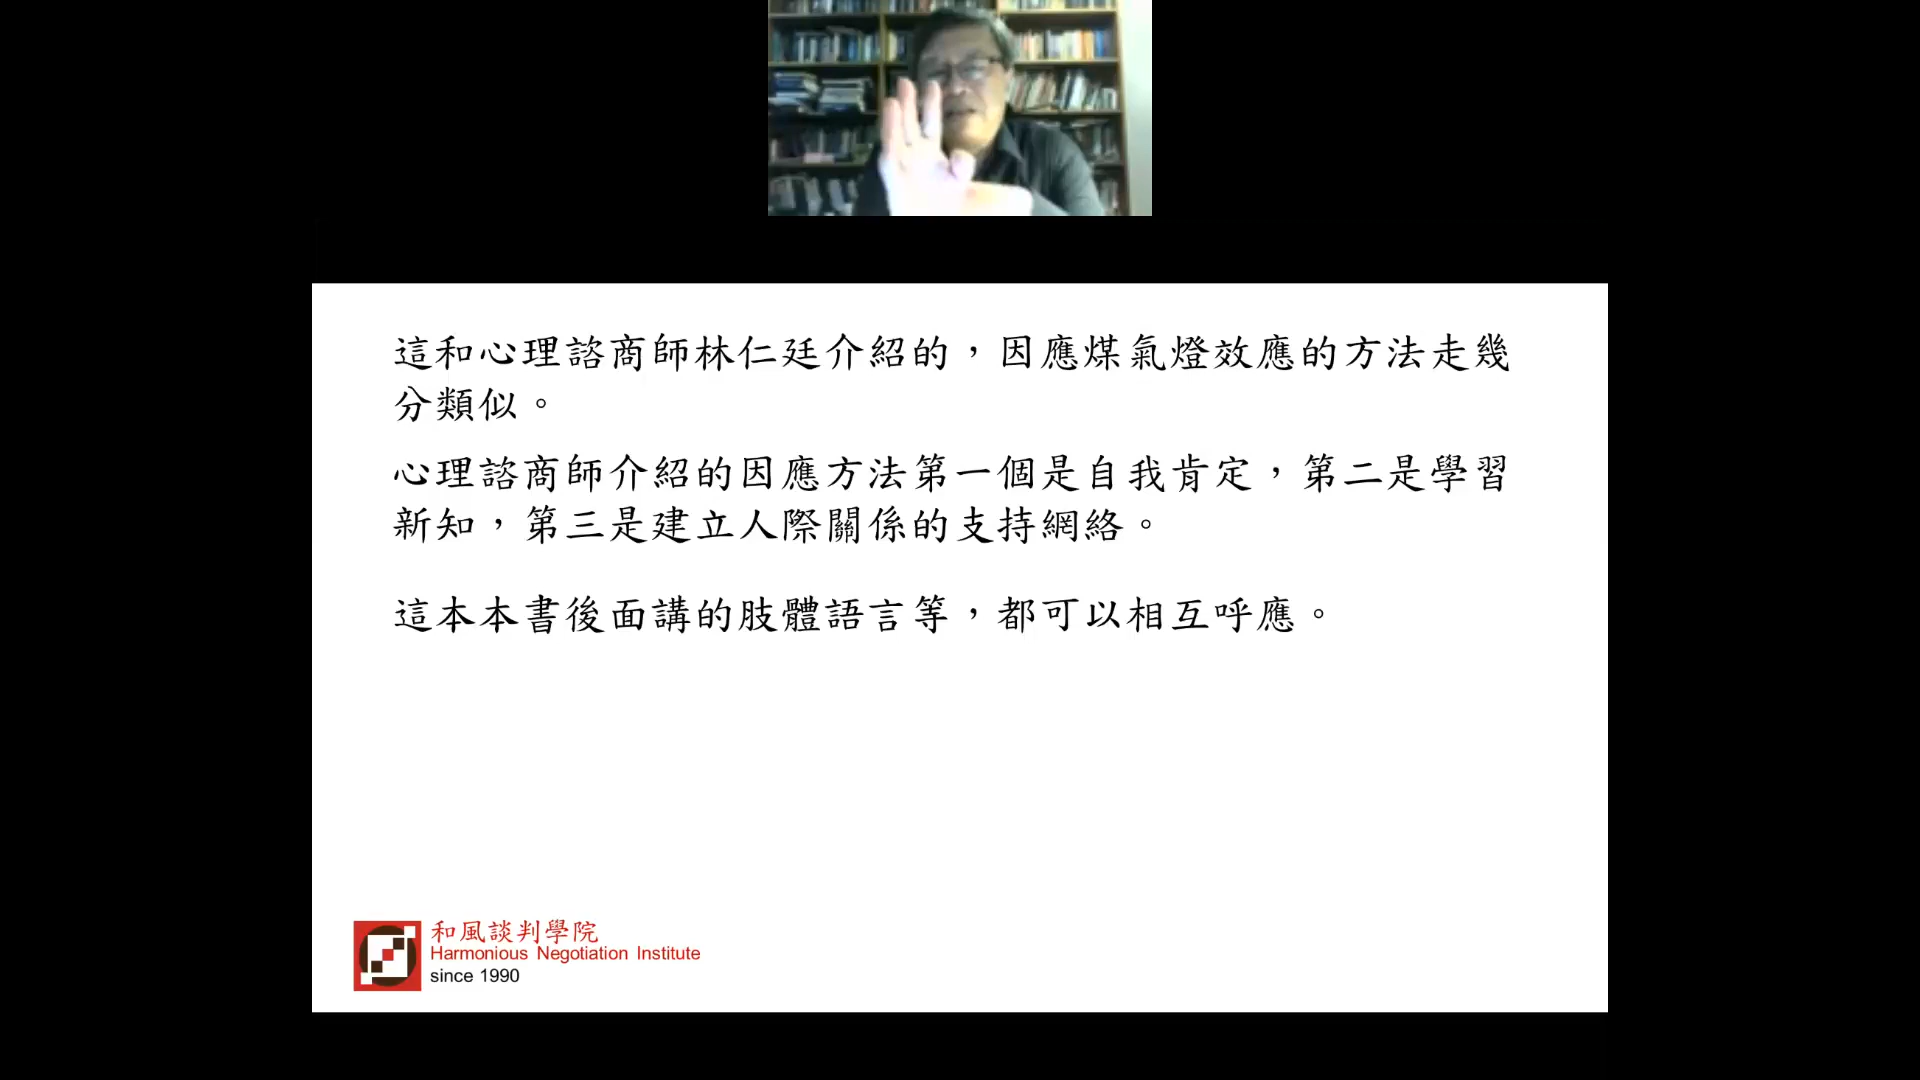 這和心理諮商師林仁廷介紹的，因應煤氣燈效應的方法走幾
分類似。
心理諮商師介紹的因應方法第一個是自我肯定，第二是學習
新知，第三是建立人際關係的支持網絡。
這本本書後面講的肢體語言等，都可以相互呼應。
和風談判學院
Harmonious Negotiation Institute
since 1990